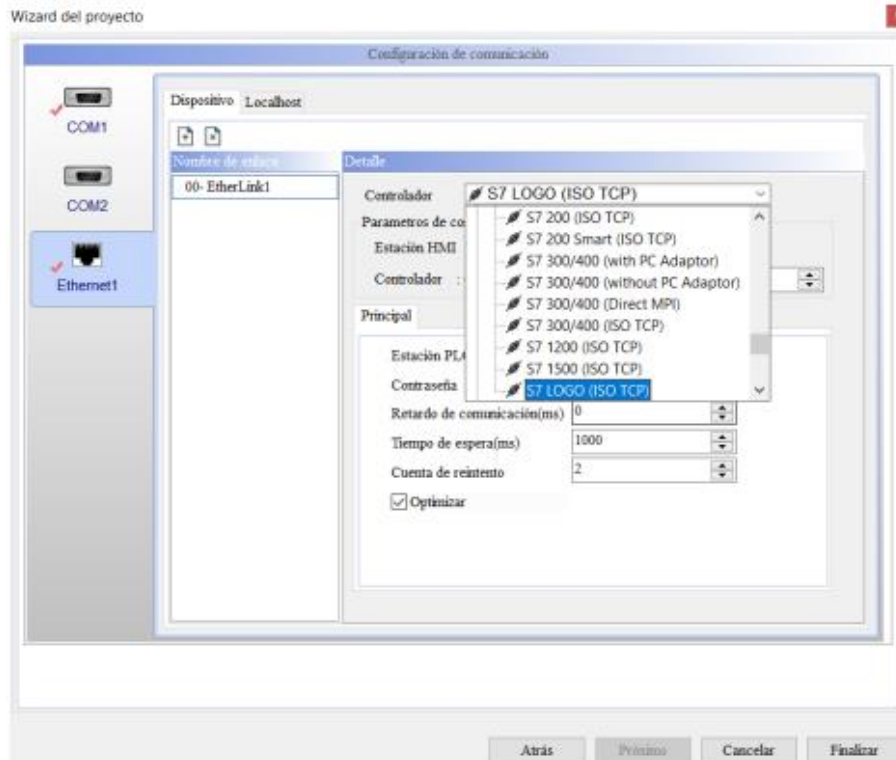 Wizard del proyecto
Configuración de comunicación
COM1
COM2
Ethernet1
Dispositivo Localhost
Nombre de enlace
00- EtherLink1
Detalle
Controlador S7 LOGO (ISO TCP)
S7 200 (ISO TCP)
S7 200 Smart (ISO TCP)
S7 300/400 (with PC Adaptor)
S7 300/400 (without PC Adaptor)
S7 300/400 (Direct MPI)
S7 300/400 (ISO TCP)
S7 1200 (ISO TCP)
S7 1500 (ISO TCP)
S7 LOGO (ISO TCP)
Parametros de
Estación HMI
Controlador :
Principal
Estación
Contraseña
Retardo de comunicación(ms) 0
Tiempo de espera(ms) 1000
Cuenta de reintento 2
Optimizar
Atrás Próximo Cancelar Finalizar